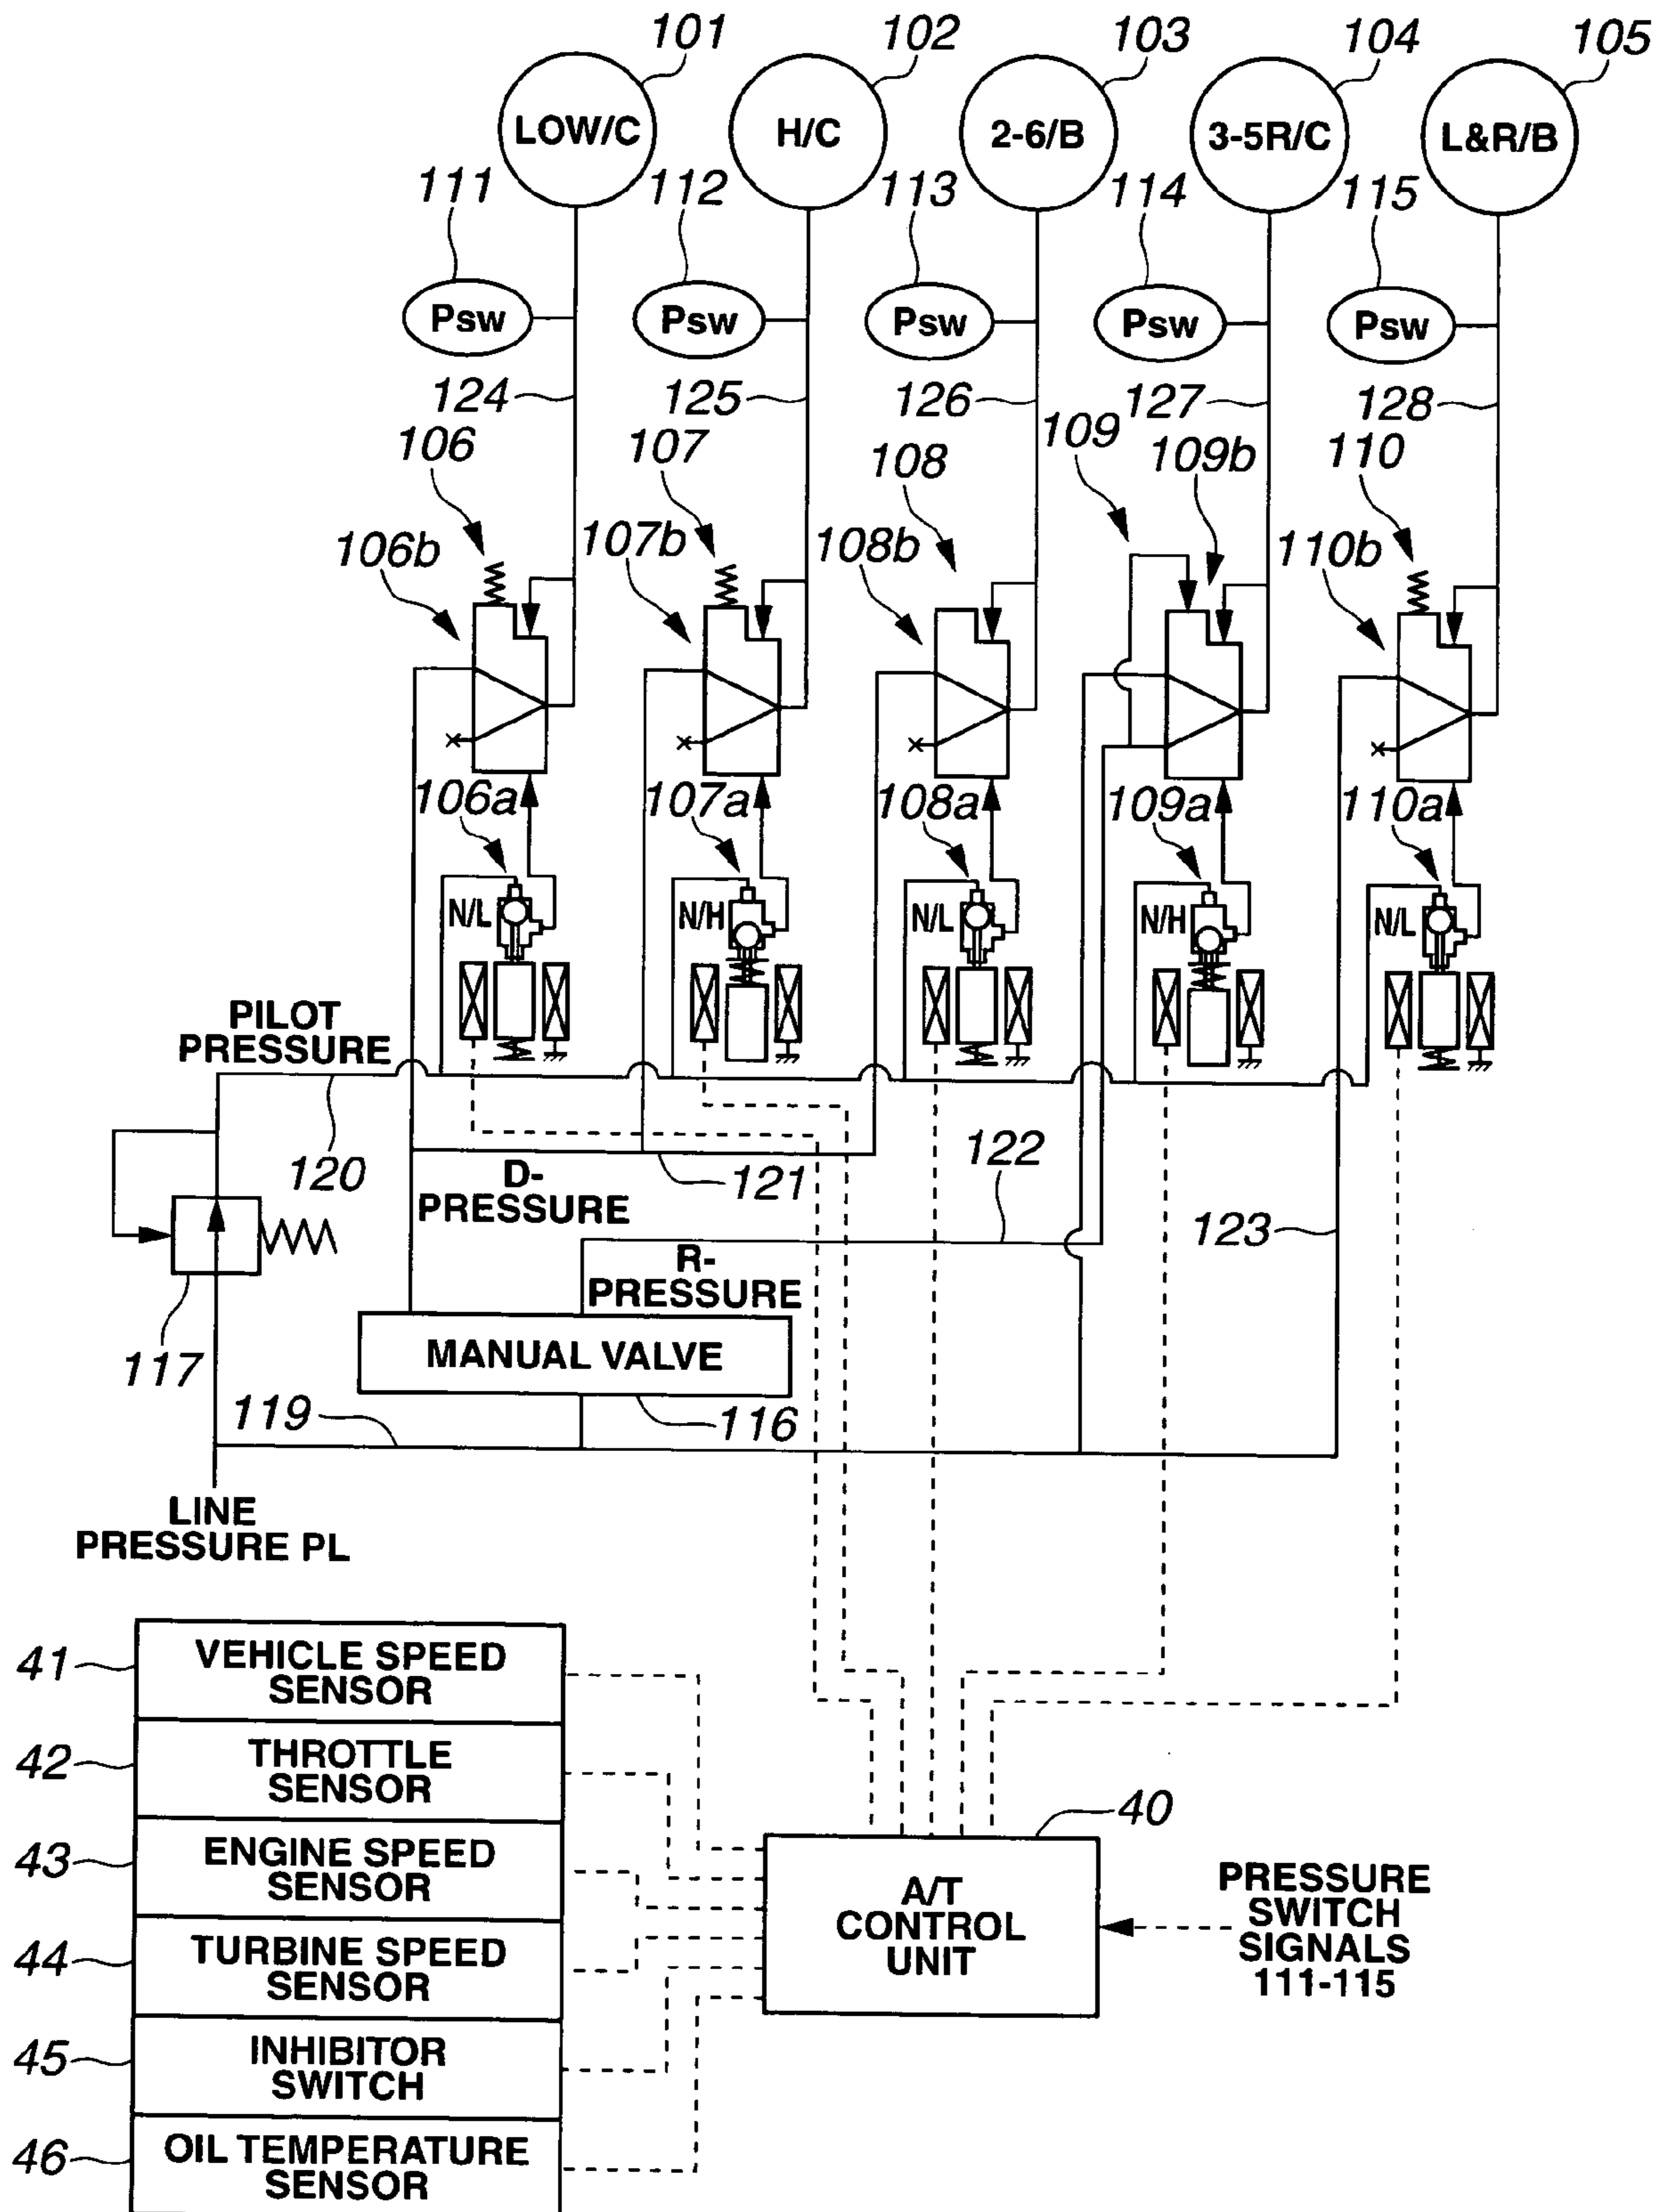 101
102
103
104
105
LOW/C
H/C
2-6/B
3-5R/C
L&R/B
111
112
113
114
115
Psw
Psw
Psw
Psw
Psw
124
125
126
127
128
106
107
108
109
109b
110
106b
107b
108b
110b
106a
107a
108a
109a
110a
N/L
N/H
N/L
N/H
N/L
PILOT
PRESSURE
120
D-
PRESSURE
121
122
123
R-
PRESSURE
117
MANUAL VALVE
116
119
LINE
PRESSURE PL
41
VEHICLE SPEED
SENSOR
42
THROTTLE
SENSOR
43
ENGINE SPEED
SENSOR
44
TURBINE SPEED
SENSOR
45
INHIBITOR
SWITCH
46
OIL TEMPERATURE
SENSOR
40
A/T
CONTROL
UNIT
PRESSURE
SWITCH
SIGNALS
111-115